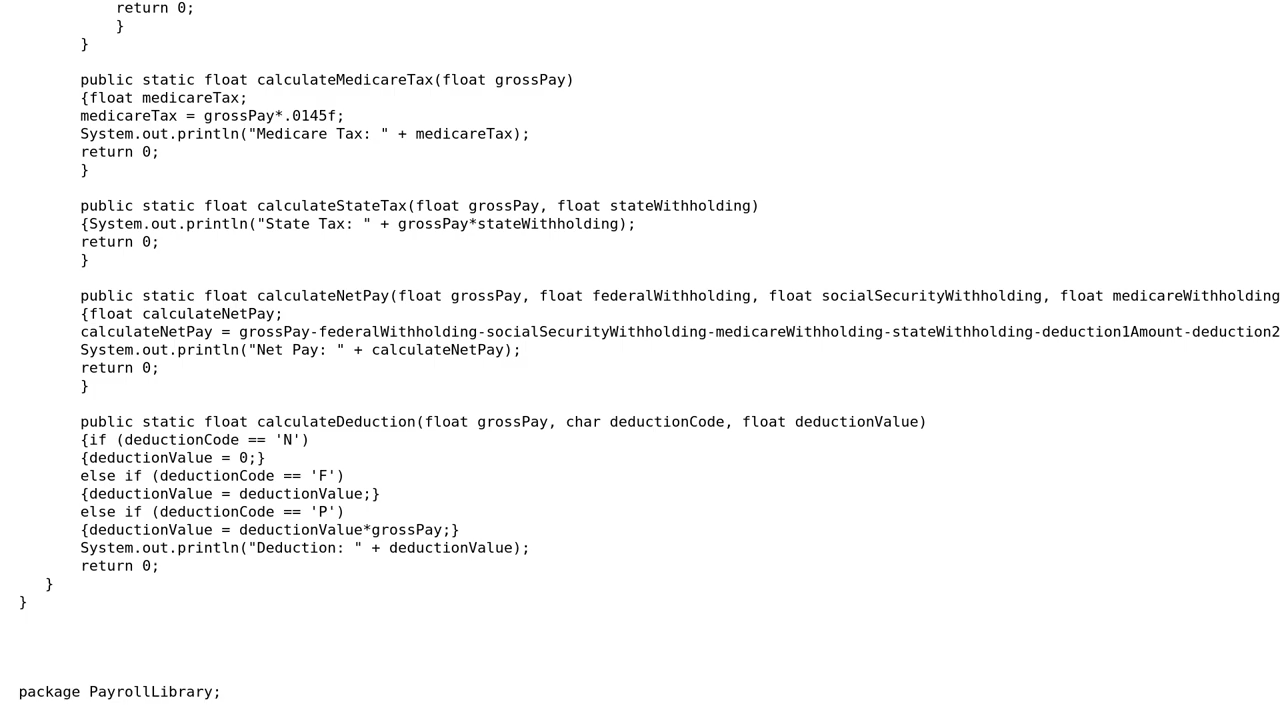 return 0;
}
}
public static float calculateMedicareTax(float grossPay)
{float medicareTax;
medicareTax = grossPay*.0145f;
System.out.println("Medicare Tax: " + medicareTax);
return 0;
}
public static float calculateStateTax(float grossPay, float stateWithholding)
{System.out.println("State Tax: " + grossPay*stateWithholding);
return 0;
}
public static float calculateNetPay(float grossPay, float federalWithholding, float socialSecurityWithholding, float medicareWithholding
{float calculateNetPay;
calculateNetPay = grossPay-federalWithholding-socialSecurityWithholding-medicareWithholding-stateWithholding-deduction1Amount-deduction2
System.out.println("Net Pay: " + calculateNetPay);
return 0;
}
public static float calculateDeduction(float grossPay, char deductionCode, float deductionValue)
{if (deductionCode == 'N')
{deductionValue = 0;}
else if (deductionCode == 'F')
{deductionValue = deductionValue;}
else if (deductionCode == 'P')
{deductionValue = deductionValue*grossPay;}
System.out.println("Deduction: " + deductionValue);
return 0;
}
}
package PayrollLibrary;